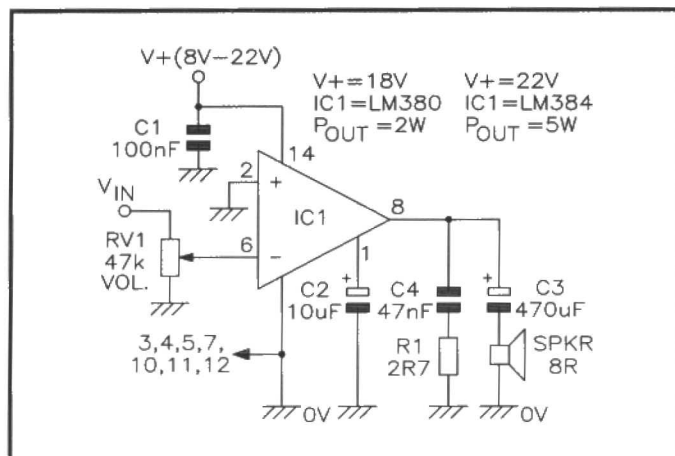 V+(8V–22V)
V+=18V
IC1=LM380
POUT =2W
V+=22V
IC1=LM384
POUT =5W
C1
100nF
14
2
+
IC1
8
VIN
RV1
47k
VOL.
6
–
1
+
C2
10uF
C4
47nF
+
C3
470uF
3,4,5,7,
10,11,12
R1
2R7
SPKR
8R
0V
0V